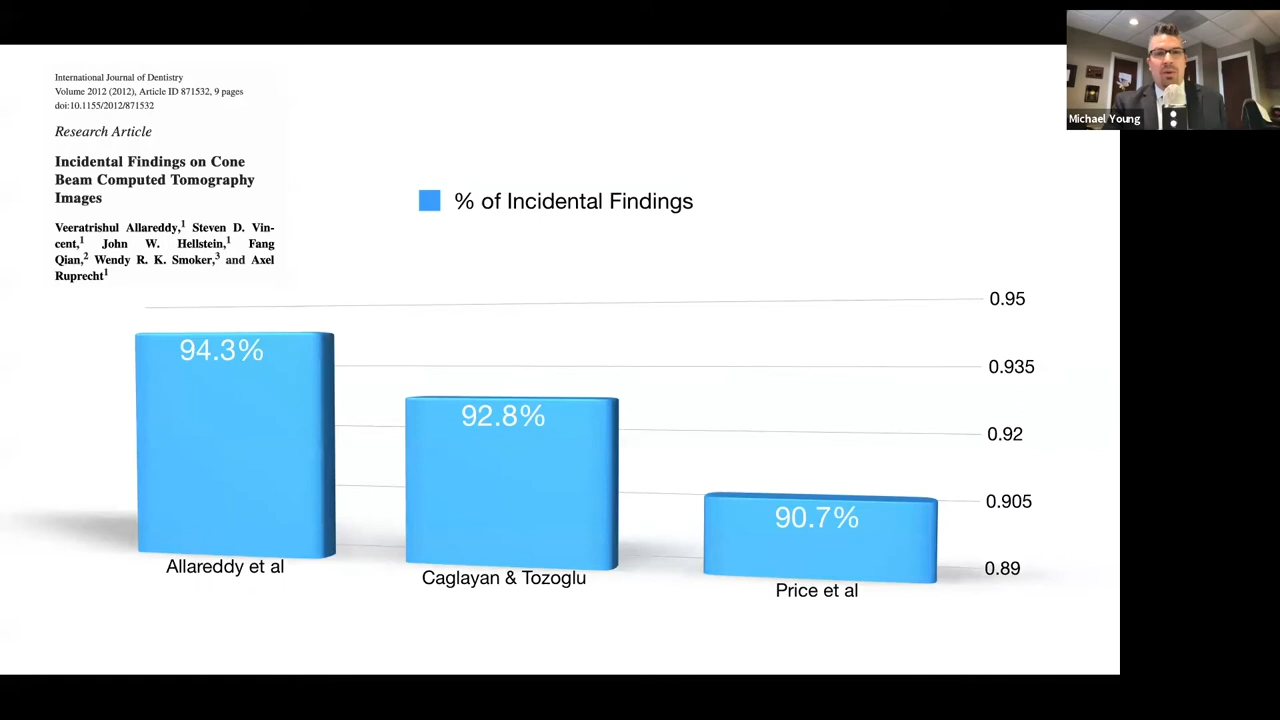 International Journal of Dentistry
Volume 2012 (2012), Article ID 871532, 9 pages
doi:10.1155/2012/871532
Research Article
Incidental Findings on Cone
Beam Computed Tomography
Images
Veeratrishul Allareddy,1 Steven D. Vin-
cent,1 John W. Hellstein,1 Fang
Qian,2 Wendy R. K. Smoker,3 and Axel
Ruprecht1
Michael Young
% of Incidental Findings
0.95
0.935
0.92
0.905
0.89
94.3%
92.8%
90.7%
Allareddy et al
Caglayan & Tozoglu
Price et al